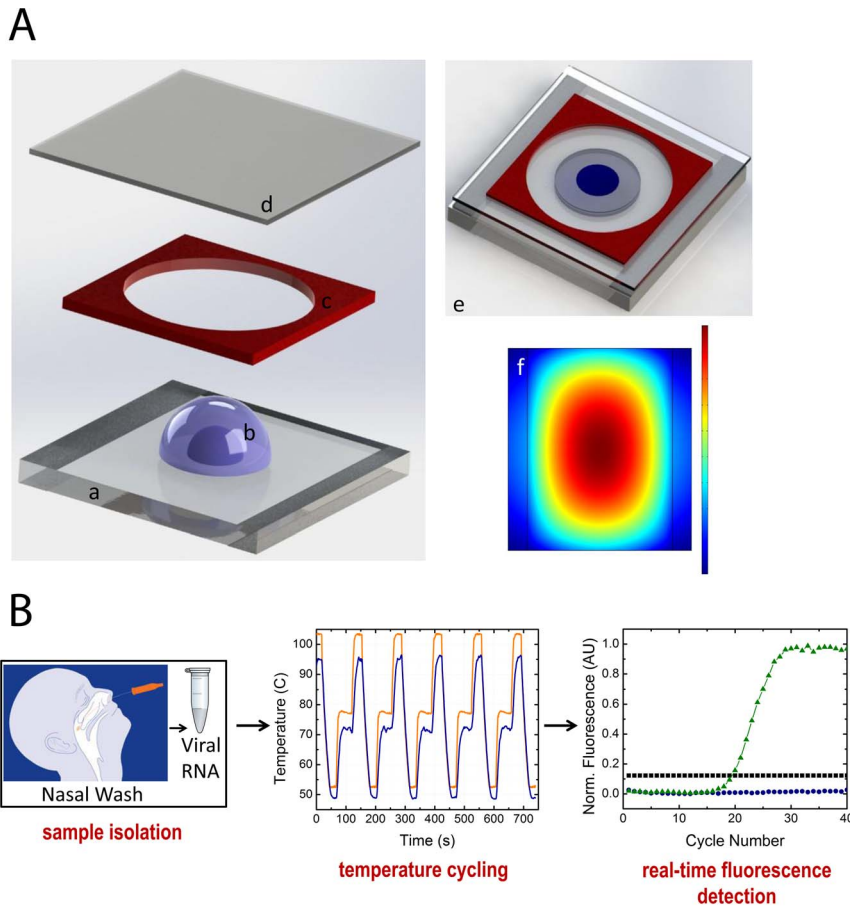 A
d
c
b
a
e
f
B
Nasal Wash
Viral
RNA
sample isolation
Temperature (C)
100
90
80
70
60
50
0 100 200 300 400 500 600 700
Time (s)
temperature cycling
Norm. Fluorescence (AU)
1.0
0.8
0.6
0.4
0.2
0.0
0 10 20 30 40
Cycle Number
real-time fluorescence
detection